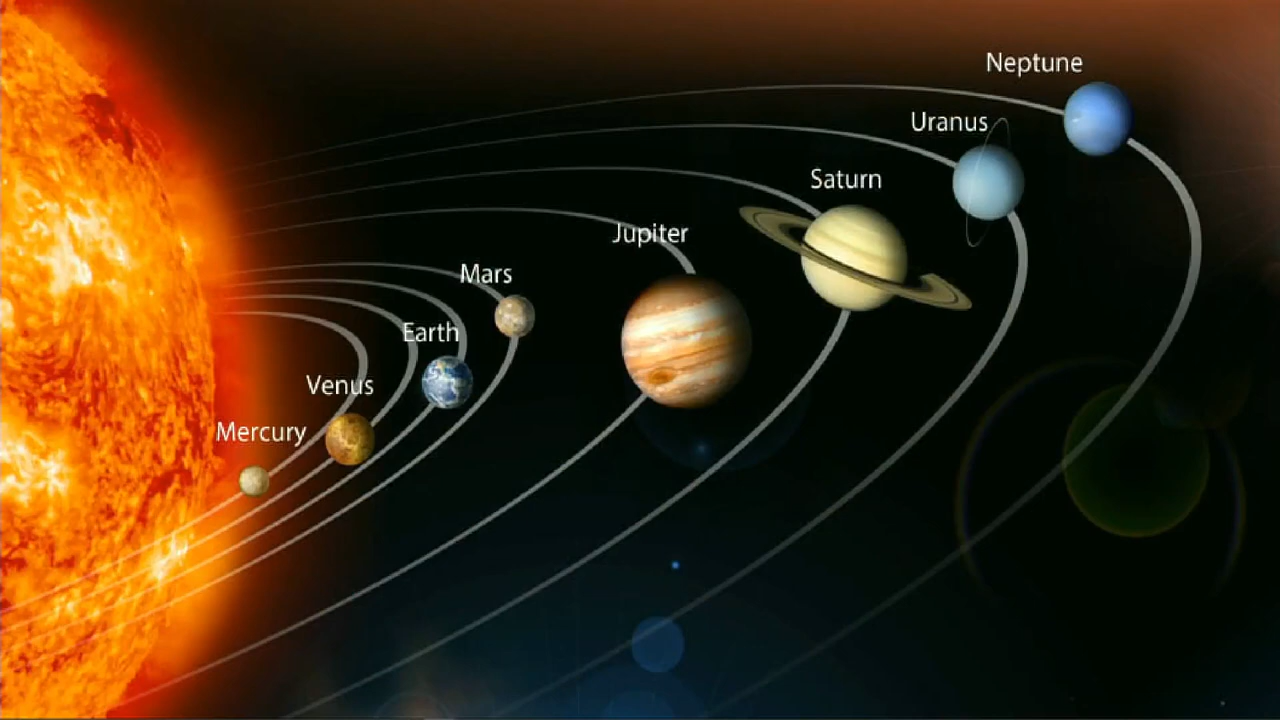 Neptune
Uranus
Saturn
Jupiter
Mars
Earth
Venus
Mercury